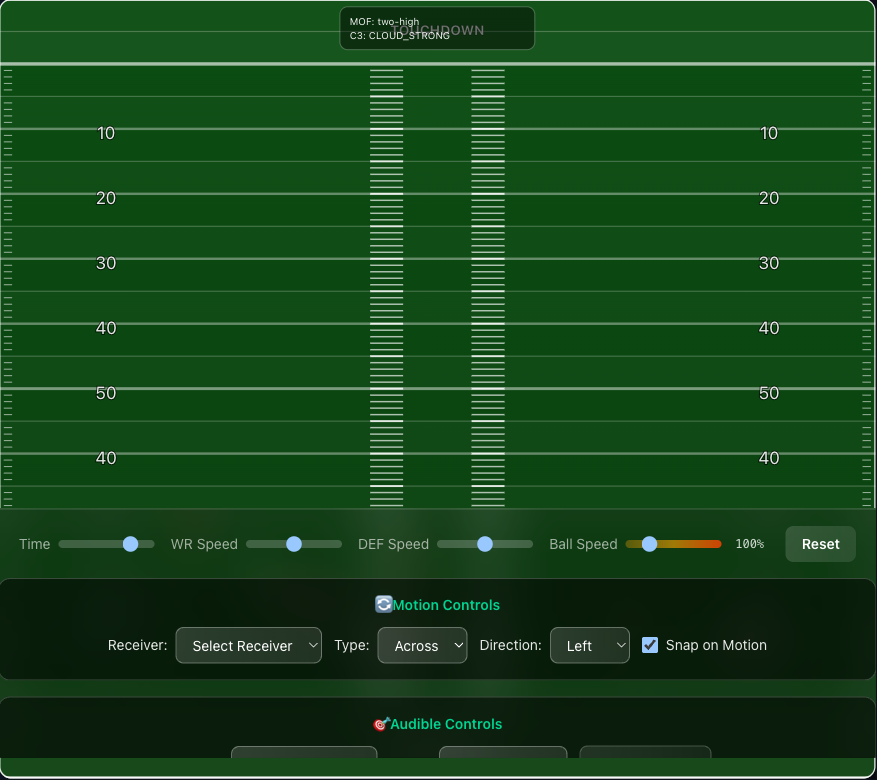 MOF: two-high
TOUCHDOWN
C3: CLOUD_STRONG
10 10
20 20
30 30
40 40
50 50
40 40
Time WR Speed DEF Speed Ball Speed 100% Reset
Motion Controls
Receiver: Select Receiver Type: Across Direction: Left Snap on Motion
Audible Controls